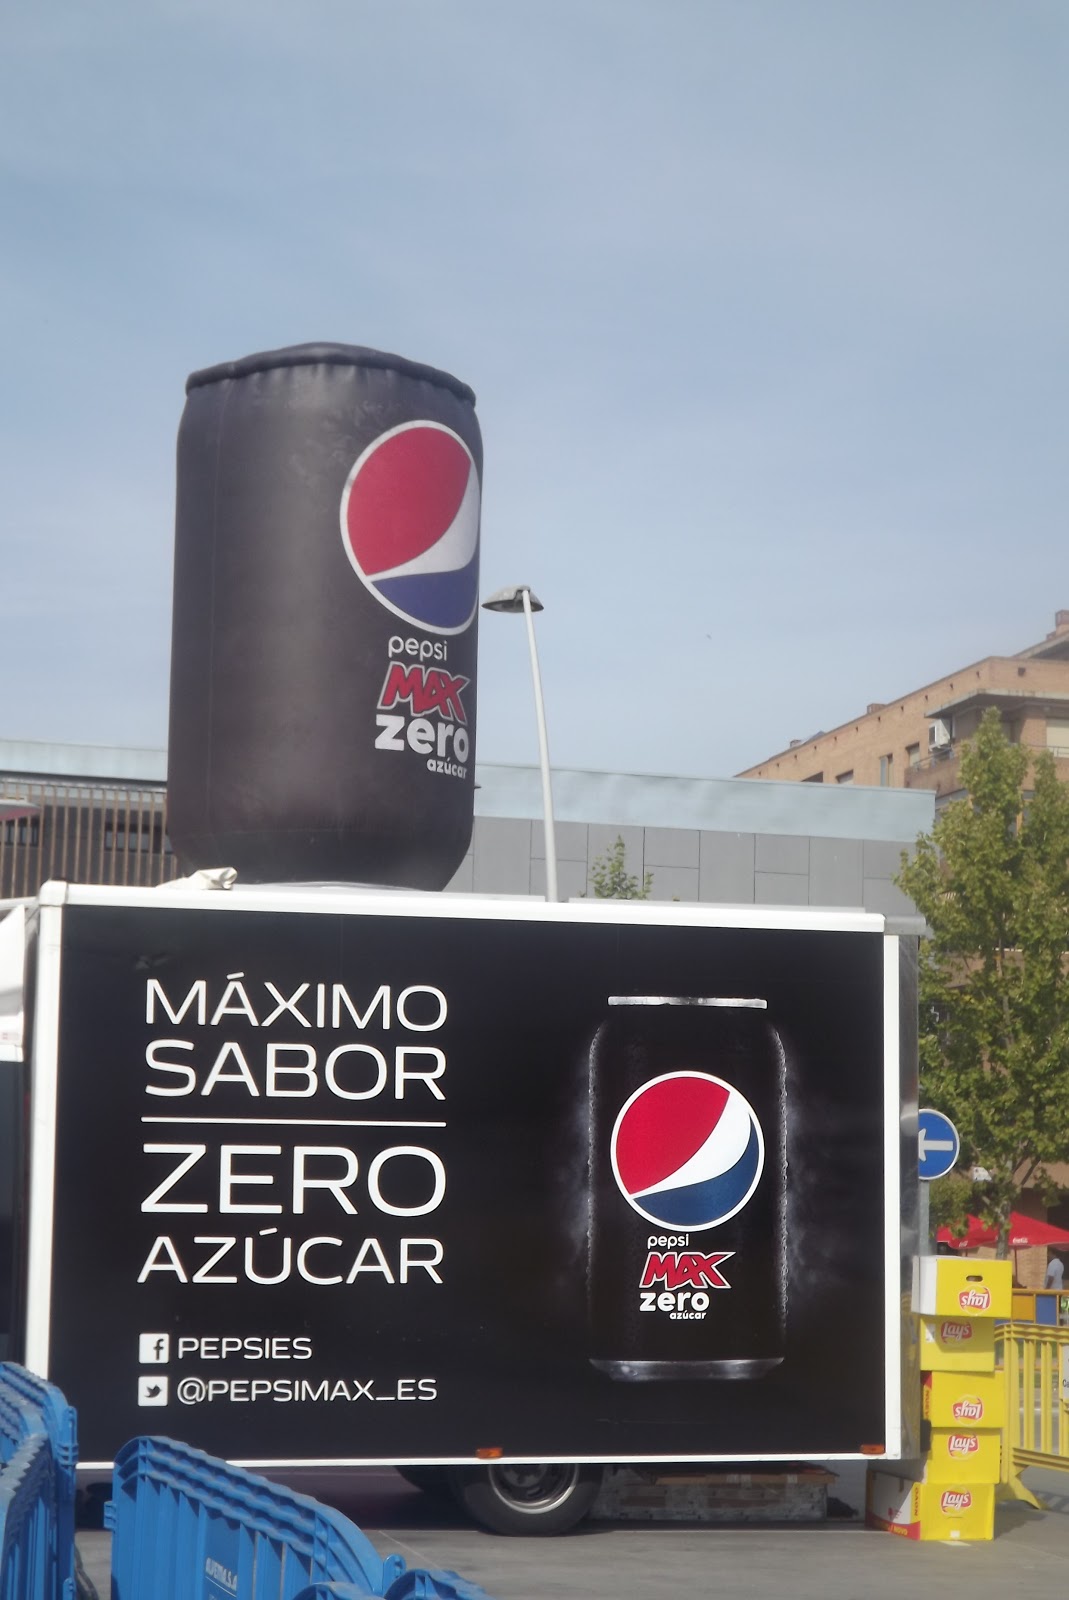 pepsi
MAX
zero
azúcar
MÁXIMO
SABOR
ZERO
AZÚCAR
PEPSIES
@PEPSIMAX_ES
pepsi
MAX
zero
azúcar
Lay's
Lay's
Lay's
Lay's
Lay's